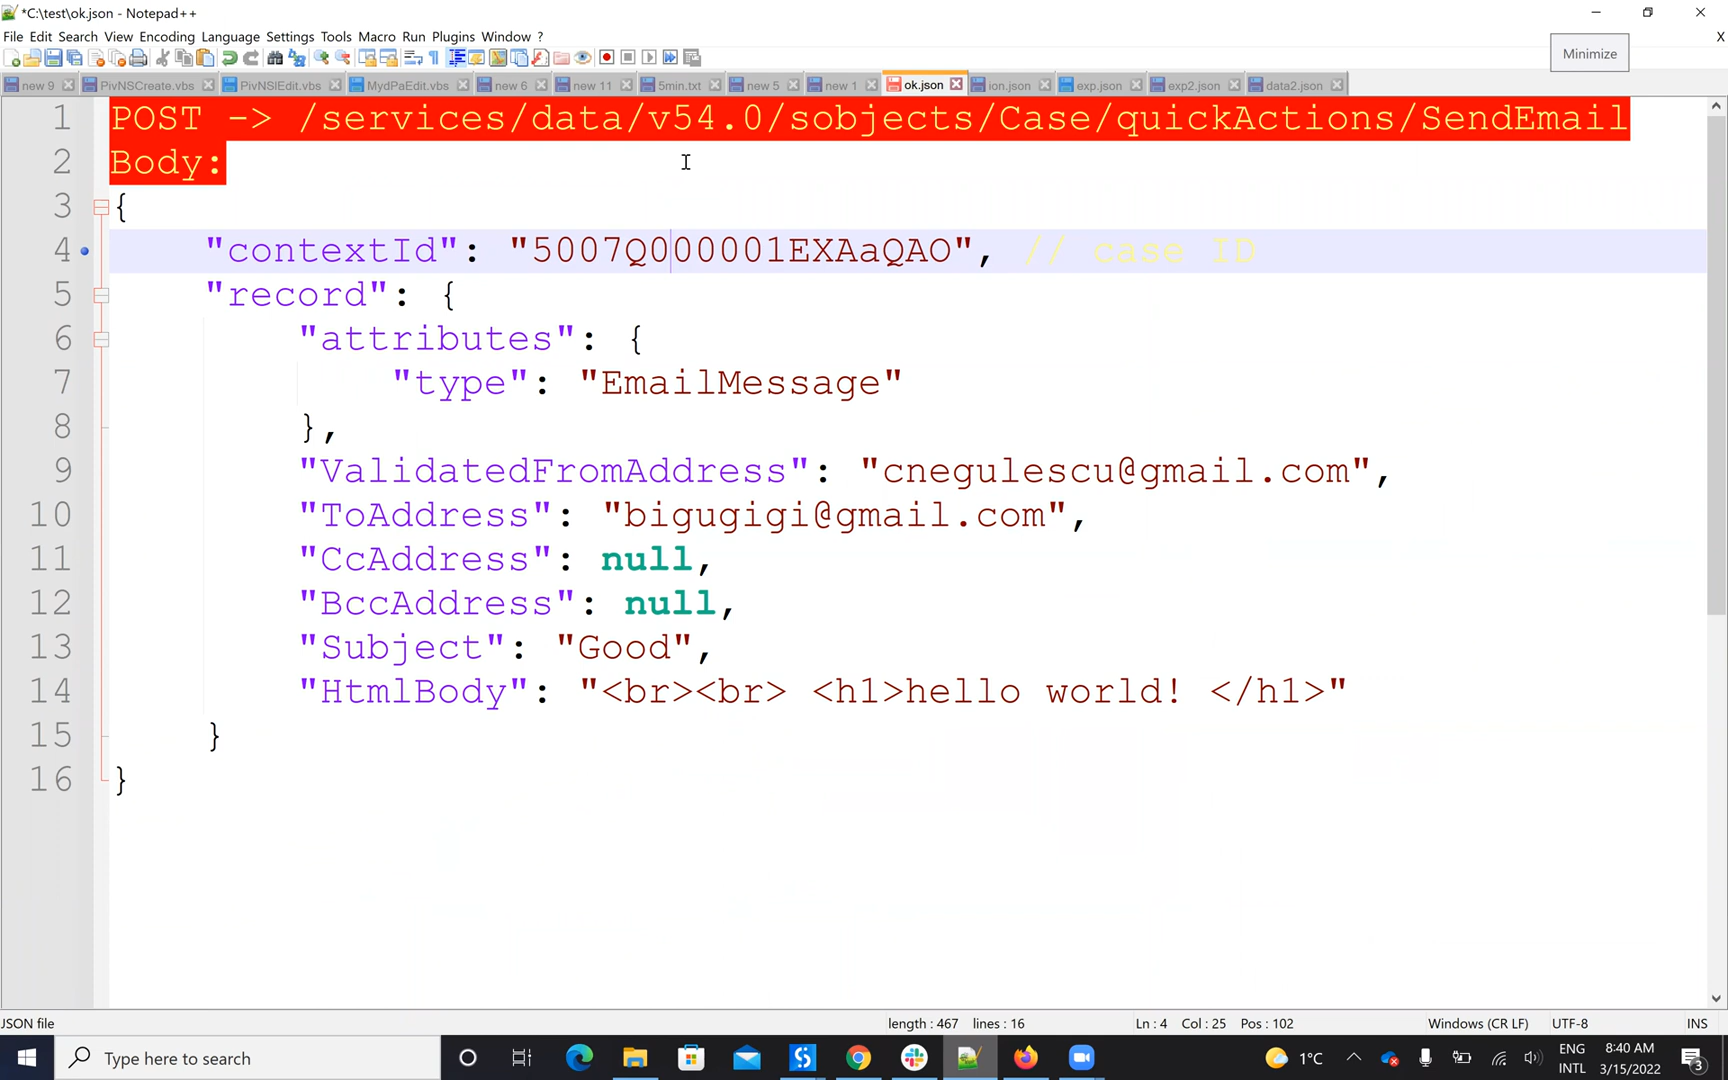 *C:\test\ok.json - Notepad++
File Edit Search View Encoding Language Settings Tools Macro Run Plugins Window ?
X
Minimize
new 9 PivNSCreate.vbs PivNSlEdit.vbs MydPaEdit.vbs new 6 new 11 5min.txt new 5 new 1 ok.json ion.json exp.json exp2.json data2.json
1 POST -> /services/data/v54.0/sobjects/Case/quickActions/SendEmail
2 Body:
3 {
4 "contextId": "5007Q000001EXAaQAO", // case ID
5 "record": {
6 "attributes": {
7 "type": "EmailMessage"
8 },
9 "ValidatedFromAddress": "cnegulescu@gmail.com",
10 "ToAddress": "bigugigi@gmail.com",
11 "CcAddress": null,
12 "BccAddress": null,
13 "Subject": "Good",
14 "HtmlBody": "<br><br> <h1>hello world! </h1>"
15 }
16 }
JSON file length : 467 lines : 16 Ln : 4 Col : 25 Pos : 102 Windows (CR LF) UTF-8 INS
Type here to search
1°C
ENG
INTL
8:40 AM
3/15/2022
3